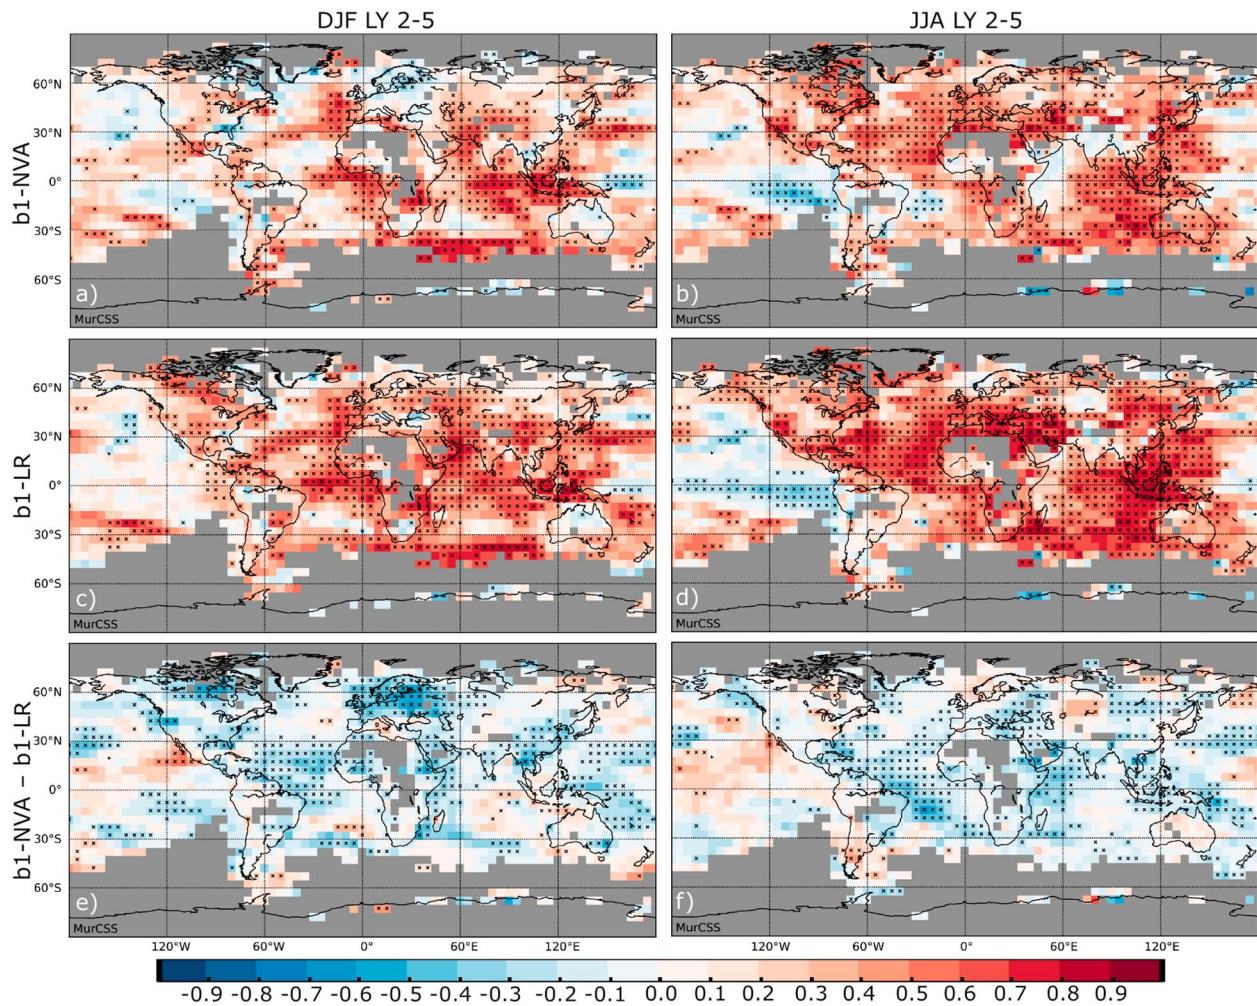 DJF LY 2-5
JJA LY 2-5
b1-NVA
60°N
30°N
0°
30°S
60°S
a)
MurCSS
b)
MurCSS
b1-LR
60°N
30°N
0°
30°S
60°S
c)
MurCSS
d)
MurCSS
b1-NVA − b1-LR
60°N
30°N
0°
30°S
60°S
e)
MurCSS
f)
MurCSS
120°W 60°W 0° 60°E 120°E
120°W 60°W 0° 60°E 120°E
-0.9 -0.8 -0.7 -0.6 -0.5 -0.4 -0.3 -0.2 -0.1 0.0 0.1 0.2 0.3 0.4 0.5 0.6 0.7 0.8 0.9